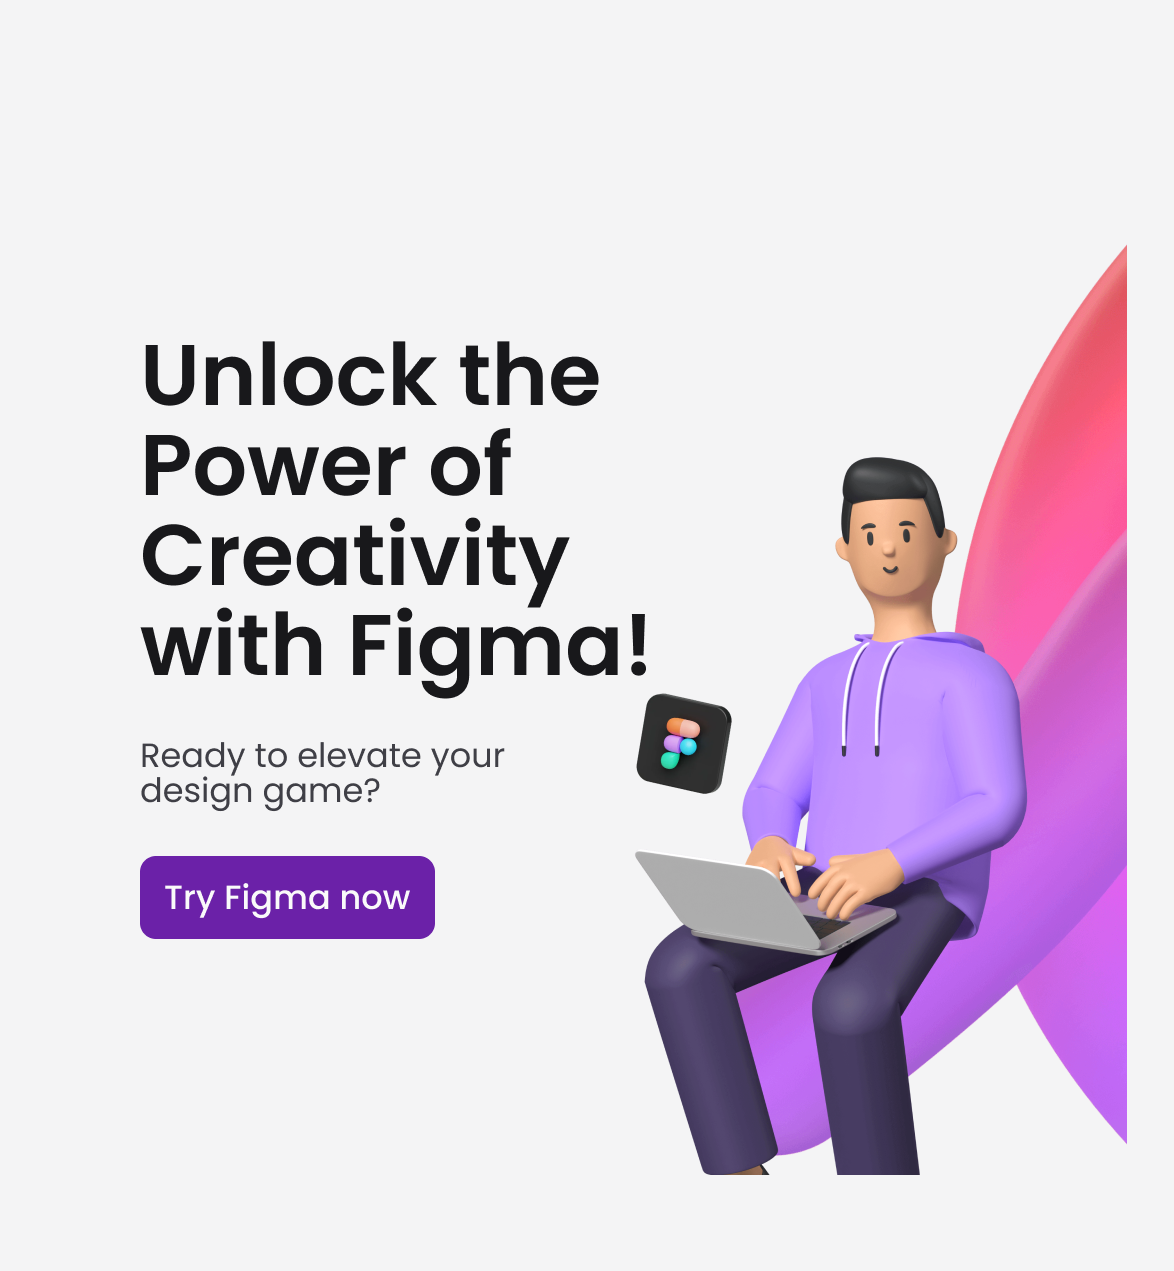 Unlock the
Power of
Creativity
with Figma!
Ready to elevate your
design game?
Try Figma now